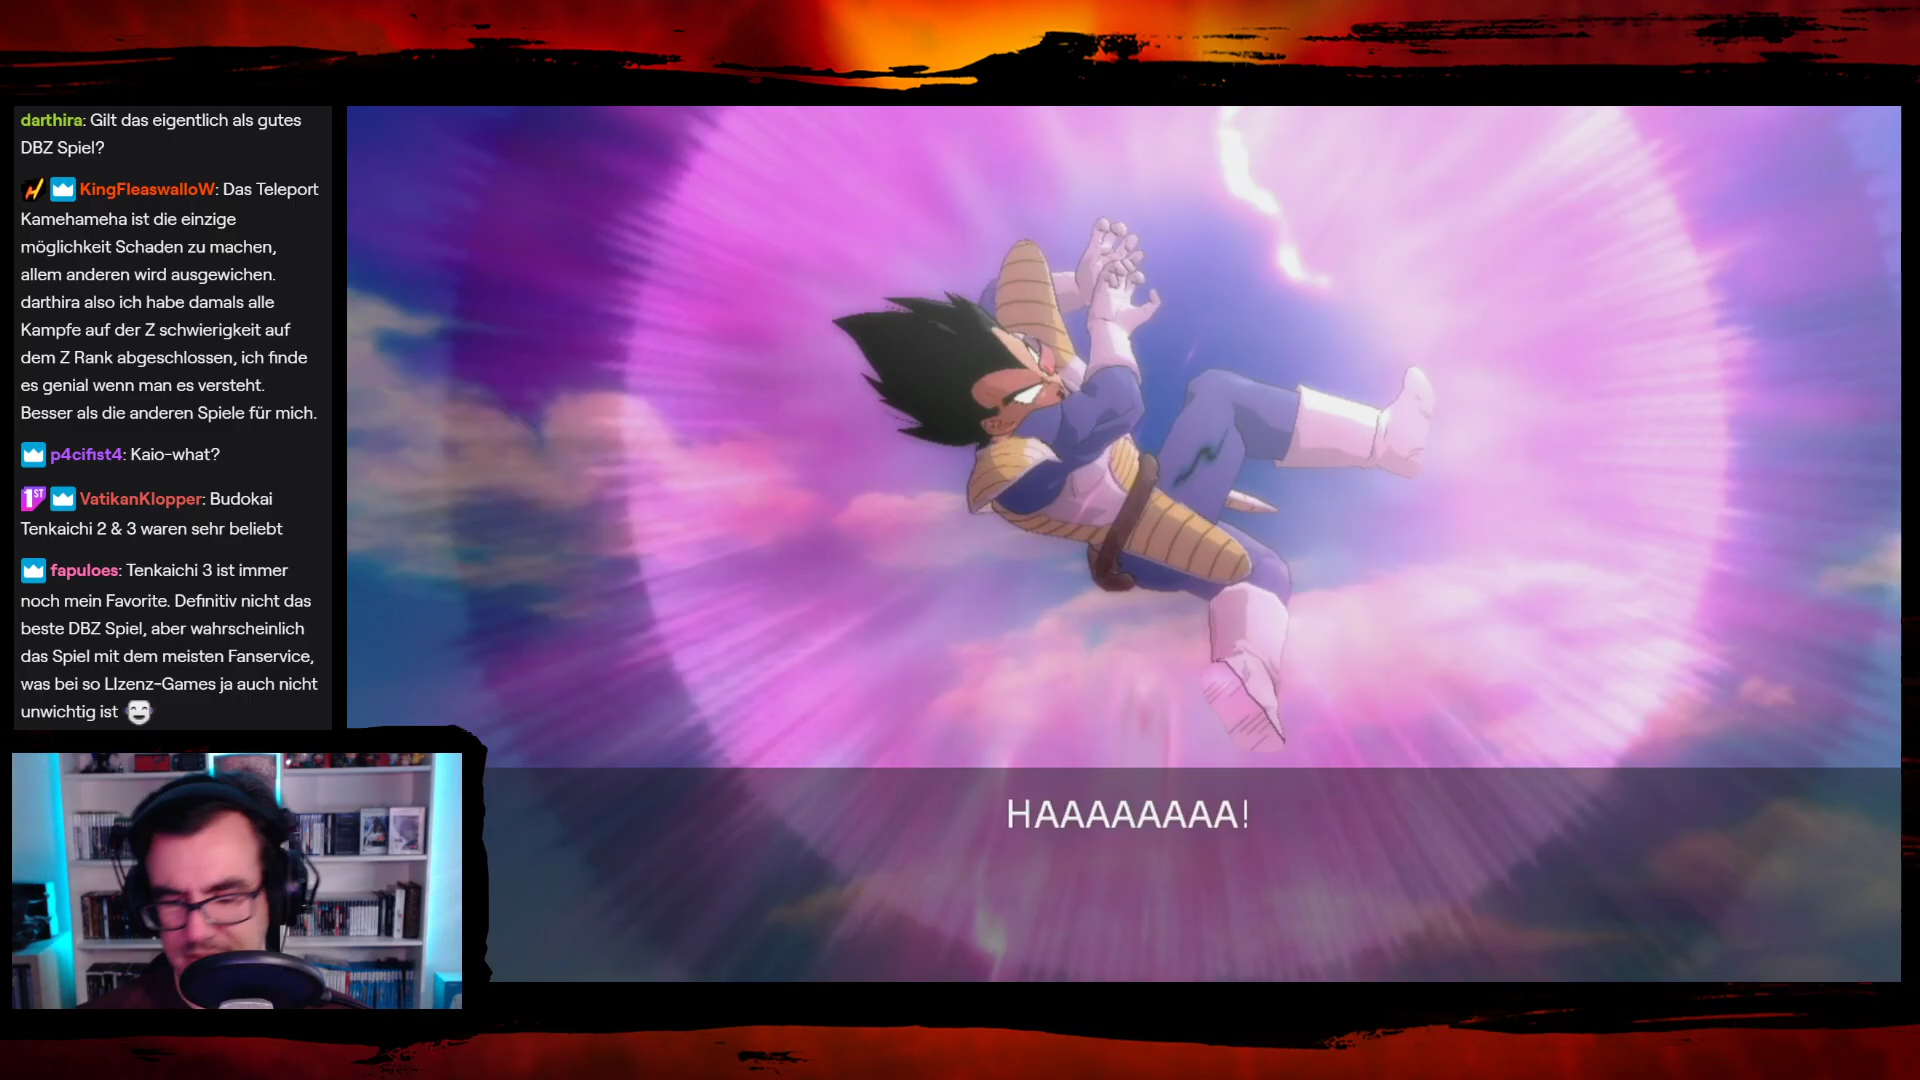 darthira: Gilt das eigentlich als gutes
DBZ Spiel?
KingFleaswalloW: Das Teleport
Kamehameha ist die einzige
möglichkeit Schaden zu machen,
allem anderen wird ausgewichen.
darthira also ich habe damals alle
Kampfe auf der Z schwierigkeit auf
dem Z Rank abgeschlossen, ich finde
es genial wenn man es versteht.
Besser als die anderen Spiele für mich.
p4cifist4: Kaio-what?
1ST VatikanKlopper: Budokai
Tenkaichi 2 & 3 waren sehr beliebt
fapuloes: Tenkaichi 3 ist immer
noch mein Favorite. Definitiv nicht das
beste DBZ Spiel, aber wahrscheinlich
das Spiel mit dem meisten Fanservice,
was bei so LIzenz-Games ja auch nicht
unwichtig ist
HAAAAAAAA!